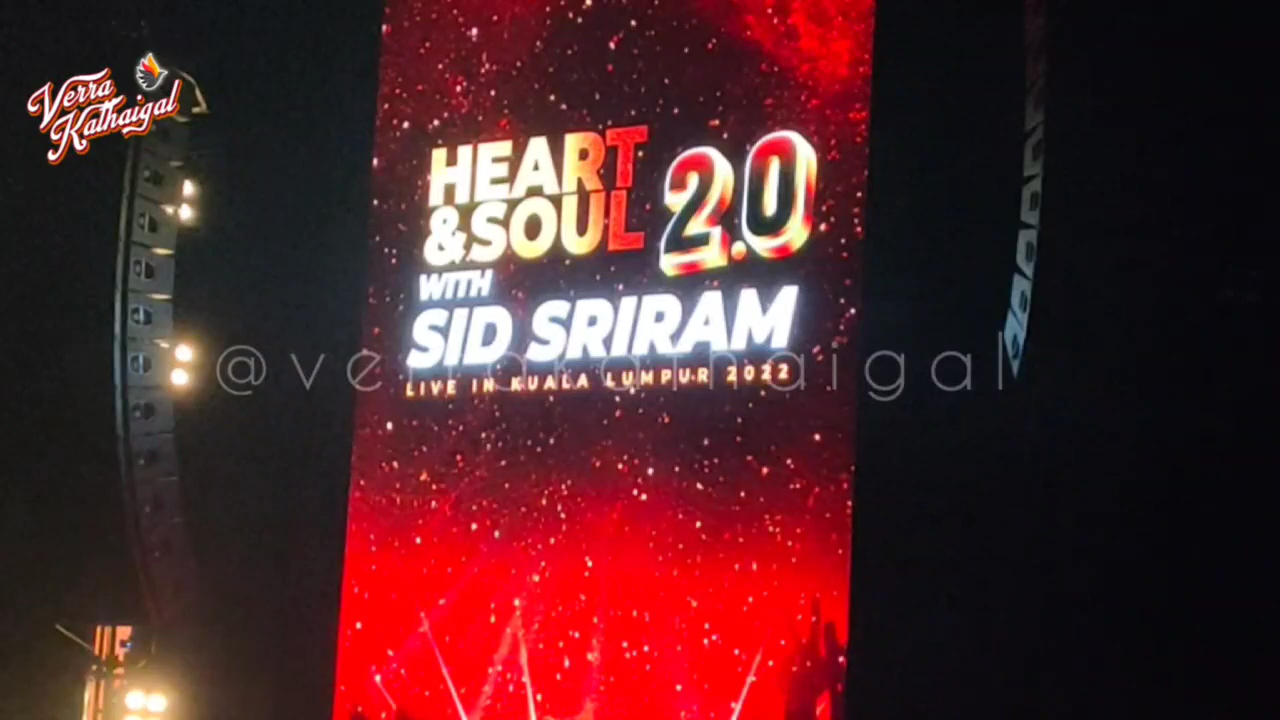 Verra
Kathaigal
HEART
&SOUL
2.0
WITH
SID SRIRAM
LIVE IN KUALA LUMPUR 2022
@verrakathaigal